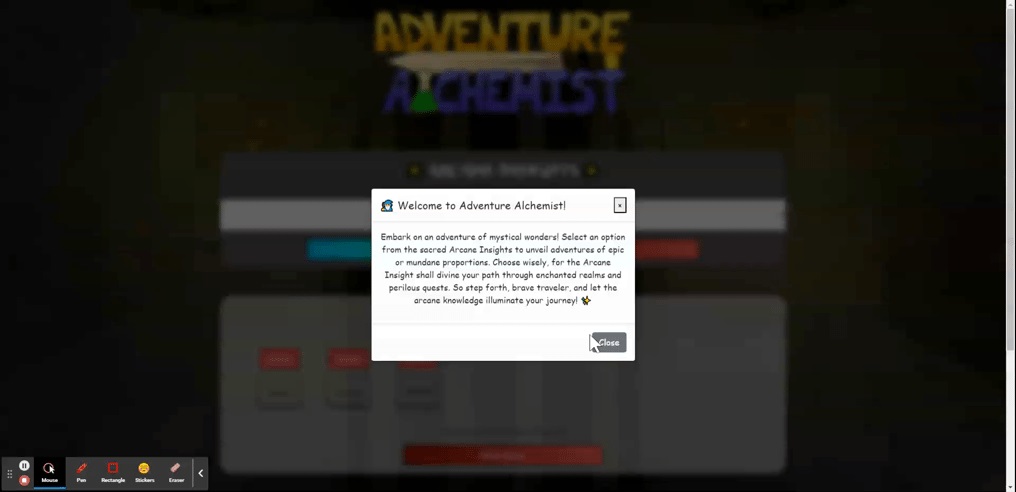 ADVENTURE
ALCHEMIST
Welcome to Adventure Alchemist!
×
Embark on an adventure of mystical wonders! Select an option
from the sacred Arcane Insights to unveil adventures of epic
or mundane proportions. Choose wisely, for the Arcane
Insight shall divine your path through enchanted realms and
perilous quests. So step forth, brave traveler, and let the
arcane knowledge illuminate your journey!
Close
Mouse
Pen
Rectangle
Stickers
Eraser